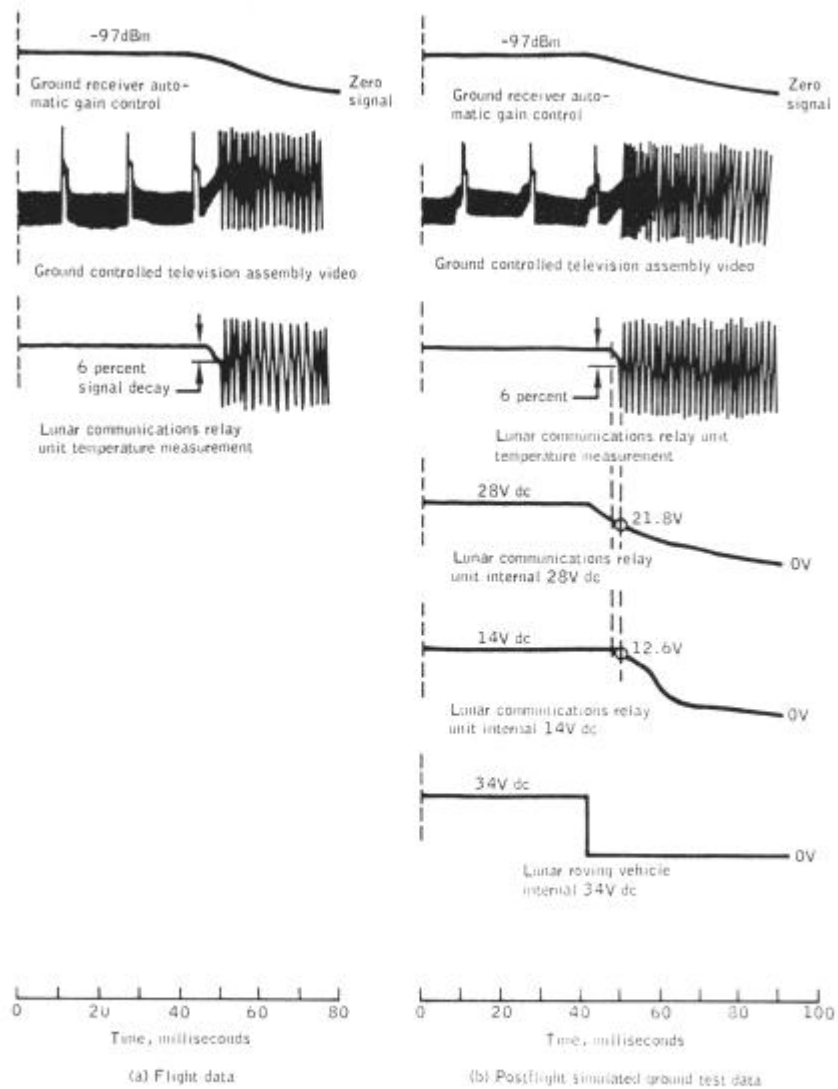 -97dBm
Zero
signal
Ground receiver auto-
matic gain control
Ground controlled television assembly video
6 percent
signal decay
Lunar communications relay
unit temperature measurement
0 20 40 60 80
Time, milliseconds
(a) Flight data
-97dBm
Zero
signal
Ground receiver auto-
matic gain control
Ground controlled television assembly video
6 percent
Lunar communications relay unit
temperature measurement
28V dc
21.8V
0V
Lunar communications relay
unit internal 28V dc
14V dc
12.6V
0V
Lunar communications relay
unit internal 14V dc
34V dc
0V
Lunar roving vehicle
internal 34V dc
0 20 40 60 80 100
Time, milliseconds
(b) Postflight simulated ground test data